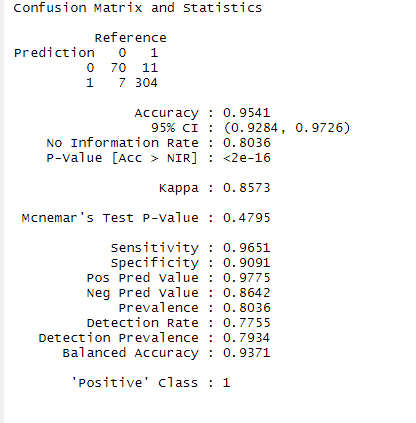 Confusion Matrix and Statistics
Reference
Prediction 0 1
0 70 11
1 7 304
Accuracy : 0.9541
95% CI : (0.9284, 0.9726)
No Information Rate : 0.8036
P-Value [Acc > NIR] : <2e-16
Kappa : 0.8573
Mcnemar's Test P-Value : 0.4795
Sensitivity : 0.9651
Specificity : 0.9091
Pos Pred Value : 0.9775
Neg Pred Value : 0.8642
Prevalence : 0.8036
Detection Rate : 0.7755
Detection Prevalence : 0.7934
Balanced Accuracy : 0.9371
'Positive' Class : 1